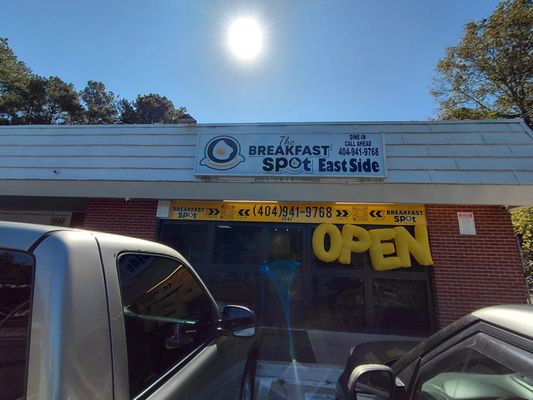 The
BREAKFAST
SPOT East Side
DINE-IN
CALL AHEAD
404-941-9768
BREAKFAST
SPOT
(404)941-9768
BREAKFAST
SPOT
OPEN